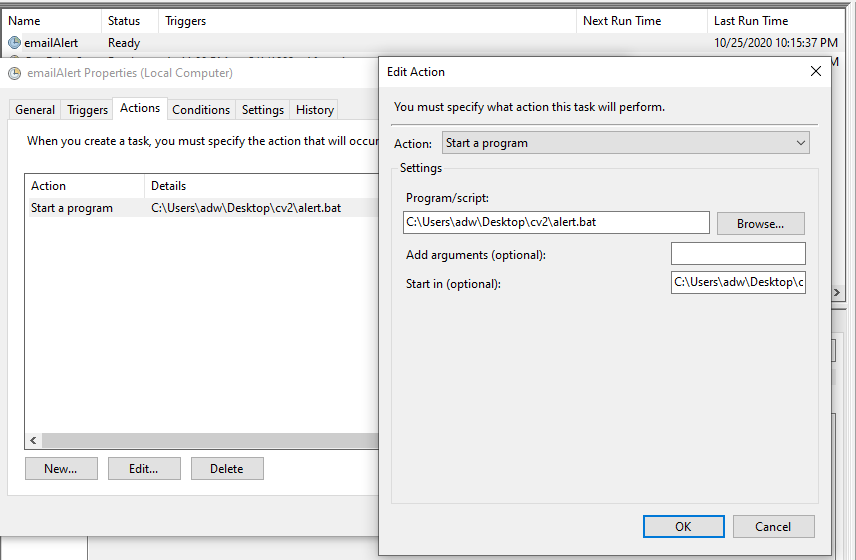 Name Status Triggers Next Run Time Last Run Time
emailAlert Ready 10/25/2020 10:15:37 PM
emailAlert Properties (Local Computer)
General Triggers Actions Conditions Settings History
When you create a task, you must specify the action that will occur
Action Details
Start a program C:\Users\adw\Desktop\cv2\alert.bat
New... Edit... Delete
Edit Action
You must specify what action this task will perform.
Action: Start a program
Settings
Program/script:
C:\Users\adw\Desktop\cv2\alert.bat Browse...
Add arguments (optional):
Start in (optional): C:\Users\adw\Desktop\c
OK Cancel